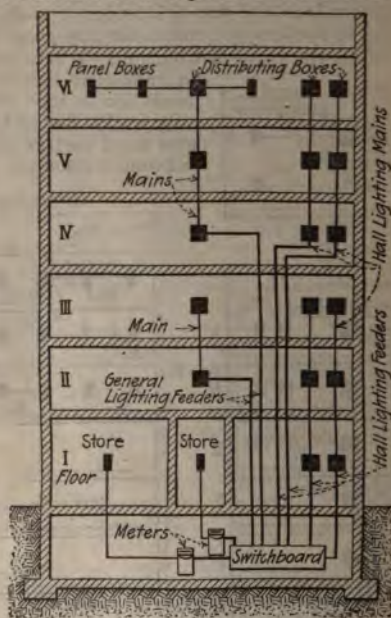 Panel Boxes
Distributing Boxes
VI
V
Mains
IV
Hall Lighting Mains
III
Main
II
General
Lighting Feeders
Hall Lighting Feeders
Store
Store
I
Floor
Meters
Switchboard